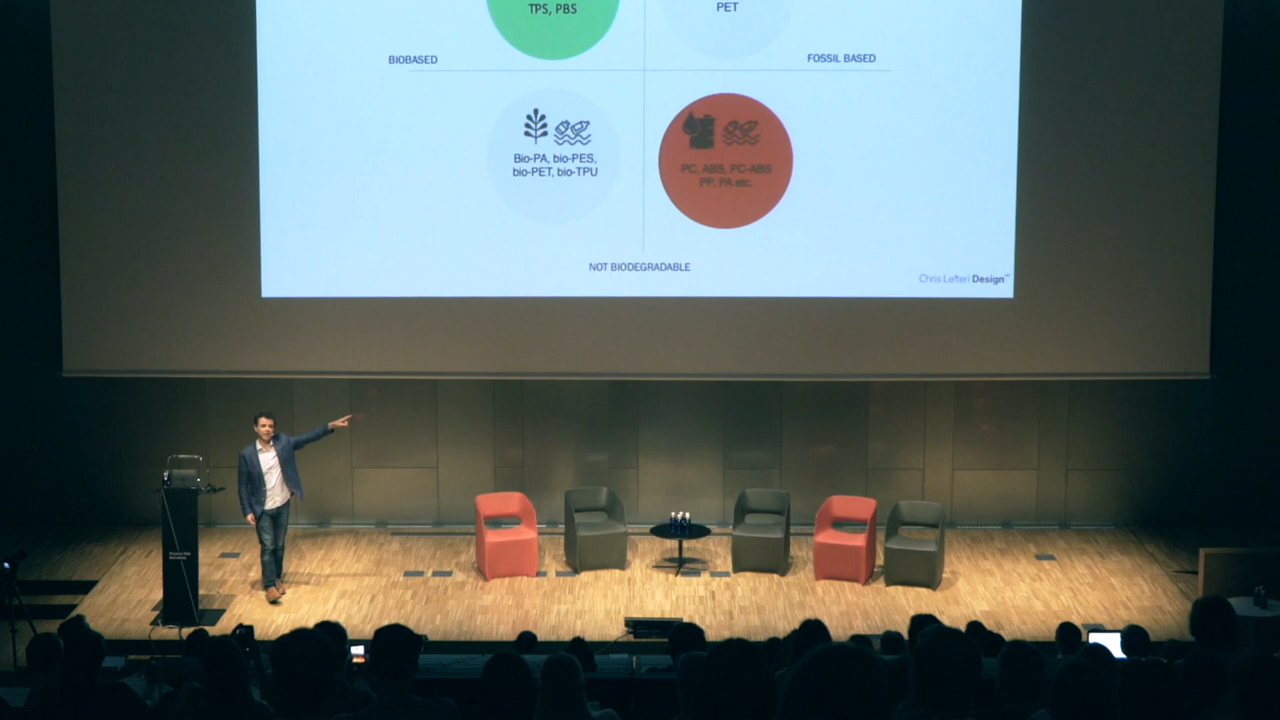 TPS, PBS
PET
BIOBASED
FOSSIL BASED
Bio-PA, bio-PES,
bio-PET, bio-TPU
PC, ABS, PC-ABS
PP, PA etc.
NOT BIODEGRADABLE
Chris Lefteri Design